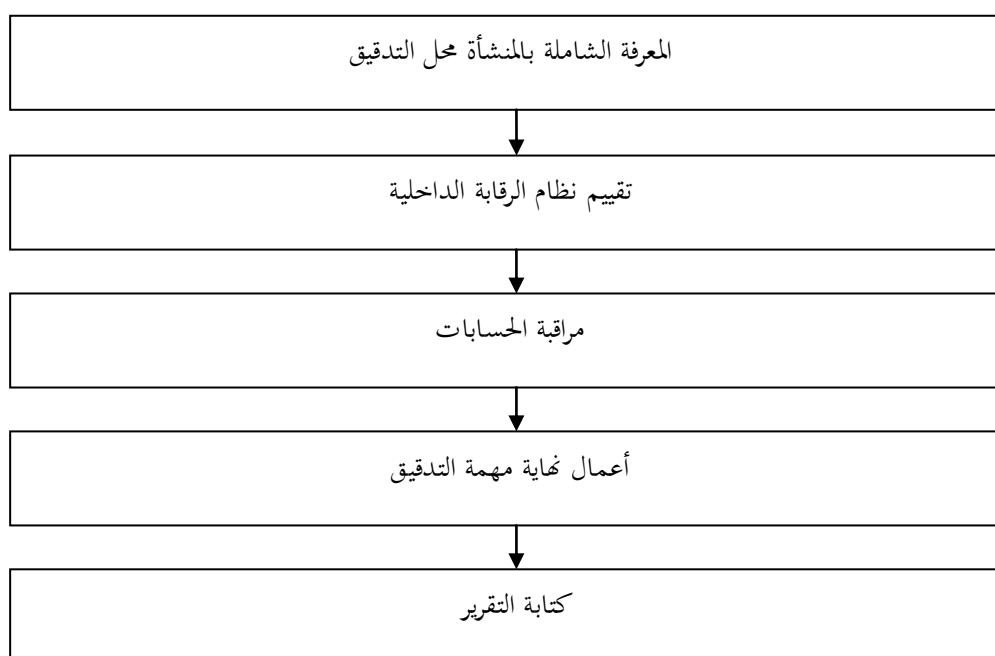 المعرفة الشاملة بالمنشأة محل التدقيق
تقييم نظام الرقابة الداخلية
مراقبة الحسابات
أعمال نهاية مهمة التدقيق
كتابة التقرير